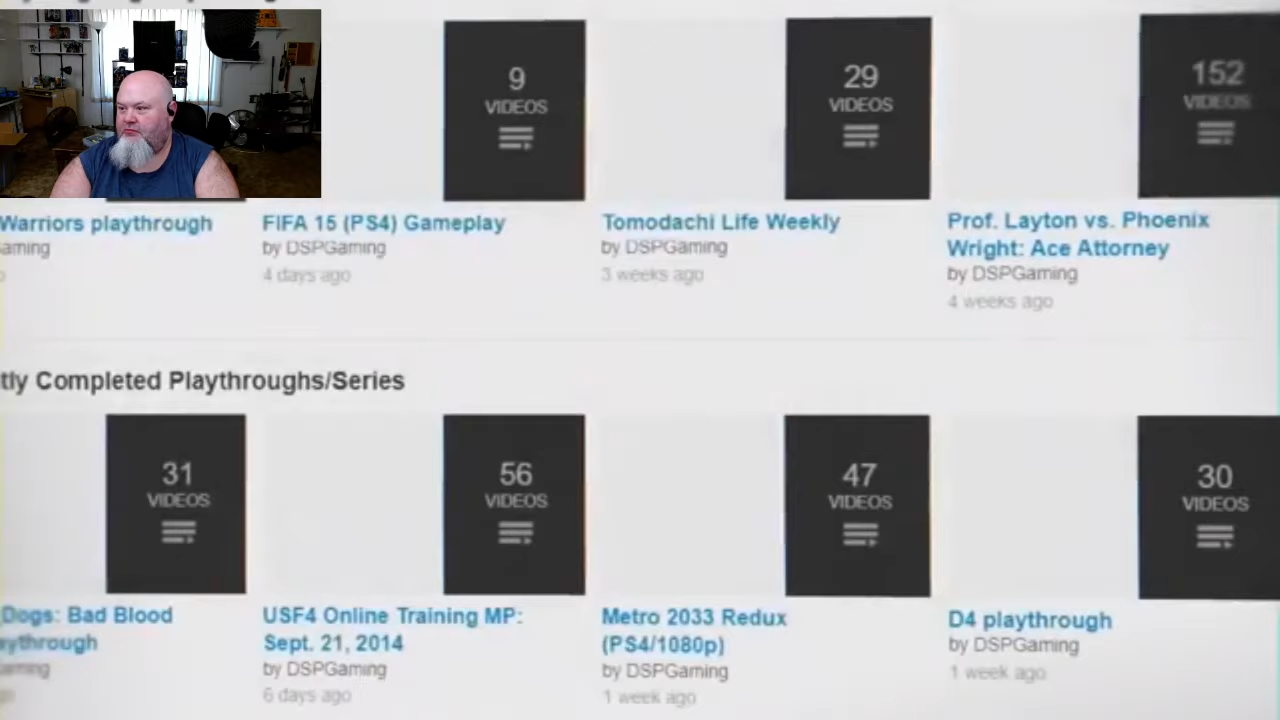 9
VIDEOS
29
VIDEOS
152
VIDEOS
Warriors playthrough
aming
FIFA 15 (PS4) Gameplay
by DSPGaming
4 days ago
Tomodachi Life Weekly
by DSPGaming
3 weeks ago
Prof. Layton vs. Phoenix
Wright: Ace Attorney
by DSPGaming
4 weeks ago
tly Completed Playthroughs/Series
31
VIDEOS
56
VIDEOS
47
VIDEOS
30
VIDEOS
Dogs: Bad Blood
aythrough
aming
USF4 Online Training MP:
Sept. 21, 2014
by DSPGaming
6 days ago
Metro 2033 Redux
(PS4/1080p)
by DSPGaming
1 week ago
D4 playthrough
by DSPGaming
1 week ago